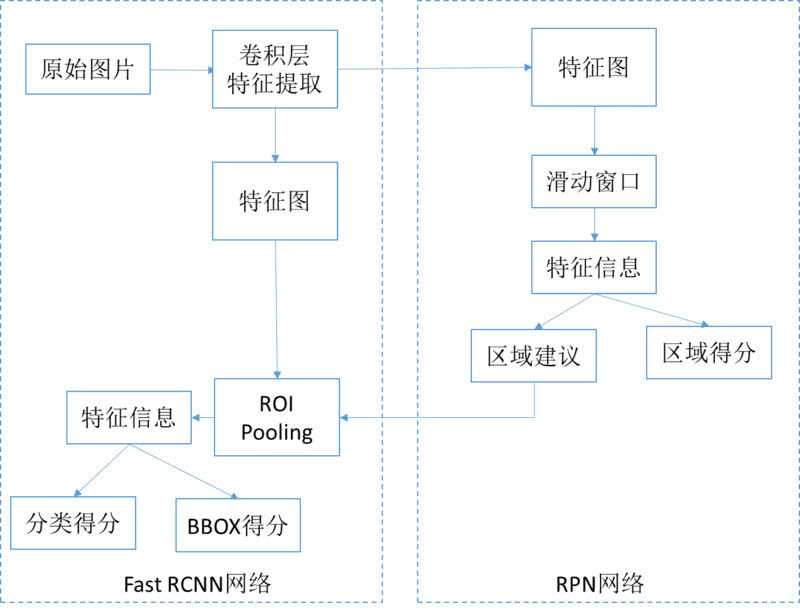 原始图片
卷积层
特征提取
特征图
特征图
滑动窗口
特征信息
区域建议
区域得分
ROI
Pooling
特征信息
分类得分
BBOX得分
Fast RCNN网络
RPN网络